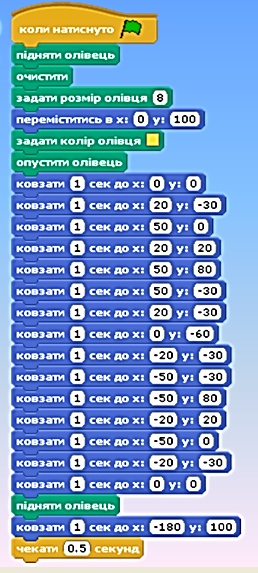 коли натиснуто
підняти олівець
очистити
задати розмір олівця 8
переміститись в x: 0 y: 100
задати колір олівця
опустити олівець
ковзати 1 сек до x: 0 y: 0
ковзати 1 сек до x: 20 y: -30
ковзати 1 сек до x: 50 y: 0
ковзати 1 сек до x: 20 y: 20
ковзати 1 сек до x: 50 y: 80
ковзати 1 сек до x: 50 y: -30
ковзати 1 сек до x: 20 y: -30
ковзати 1 сек до x: 0 y: -60
ковзати 1 сек до x: -20 y: -30
ковзати 1 сек до x: -50 y: -30
ковзати 1 сек до x: -50 y: 80
ковзати 1 сек до x: -20 y: 20
ковзати 1 сек до x: -50 y: 0
ковзати 1 сек до x: -20 y: -30
ковзати 1 сек до x: 0 y: 0
підняти олівець
ковзати 1 сек до x: -180 y: 100
чекати 0.5 секунд